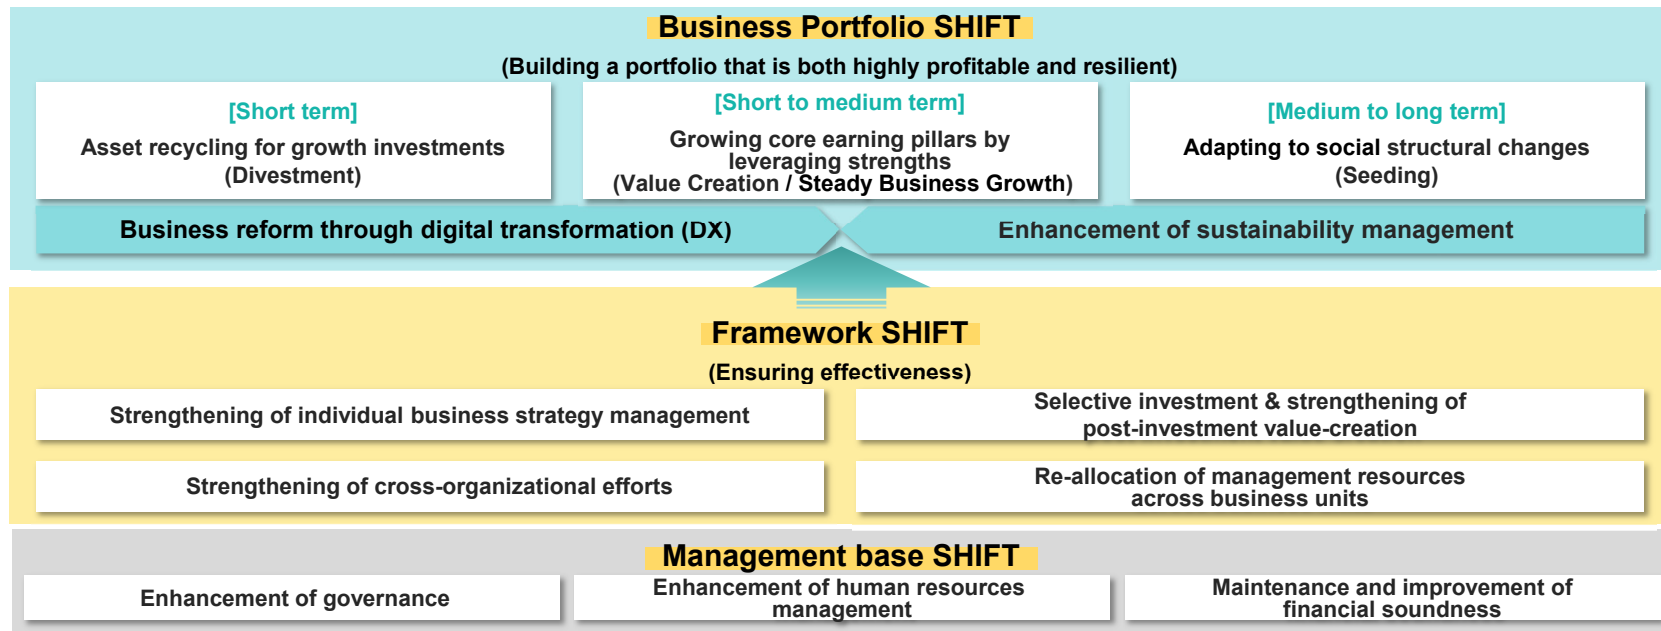 Business Portfolio SHIFT
(Building a portfolio that is both highly profitable and resilient)
[Short term]
Asset recycling for growth investments
(Divestment)
[Short to medium term]
Growing core earning pillars by
leveraging strengths
(Value Creation / Steady Business Growth)
[Medium to long term]
Adapting to social structural changes
(Seeding)
Business reform through digital transformation (DX)
Enhancement of sustainability management
Framework SHIFT
(Ensuring effectiveness)
Strengthening of individual business strategy management
Selective investment & strengthening of
post-investment value-creation
Strengthening of cross-organizational efforts
Re-allocation of management resources
across business units
Management base SHIFT
Enhancement of governance
Enhancement of human resources
management
Maintenance and improvement of
financial soundness